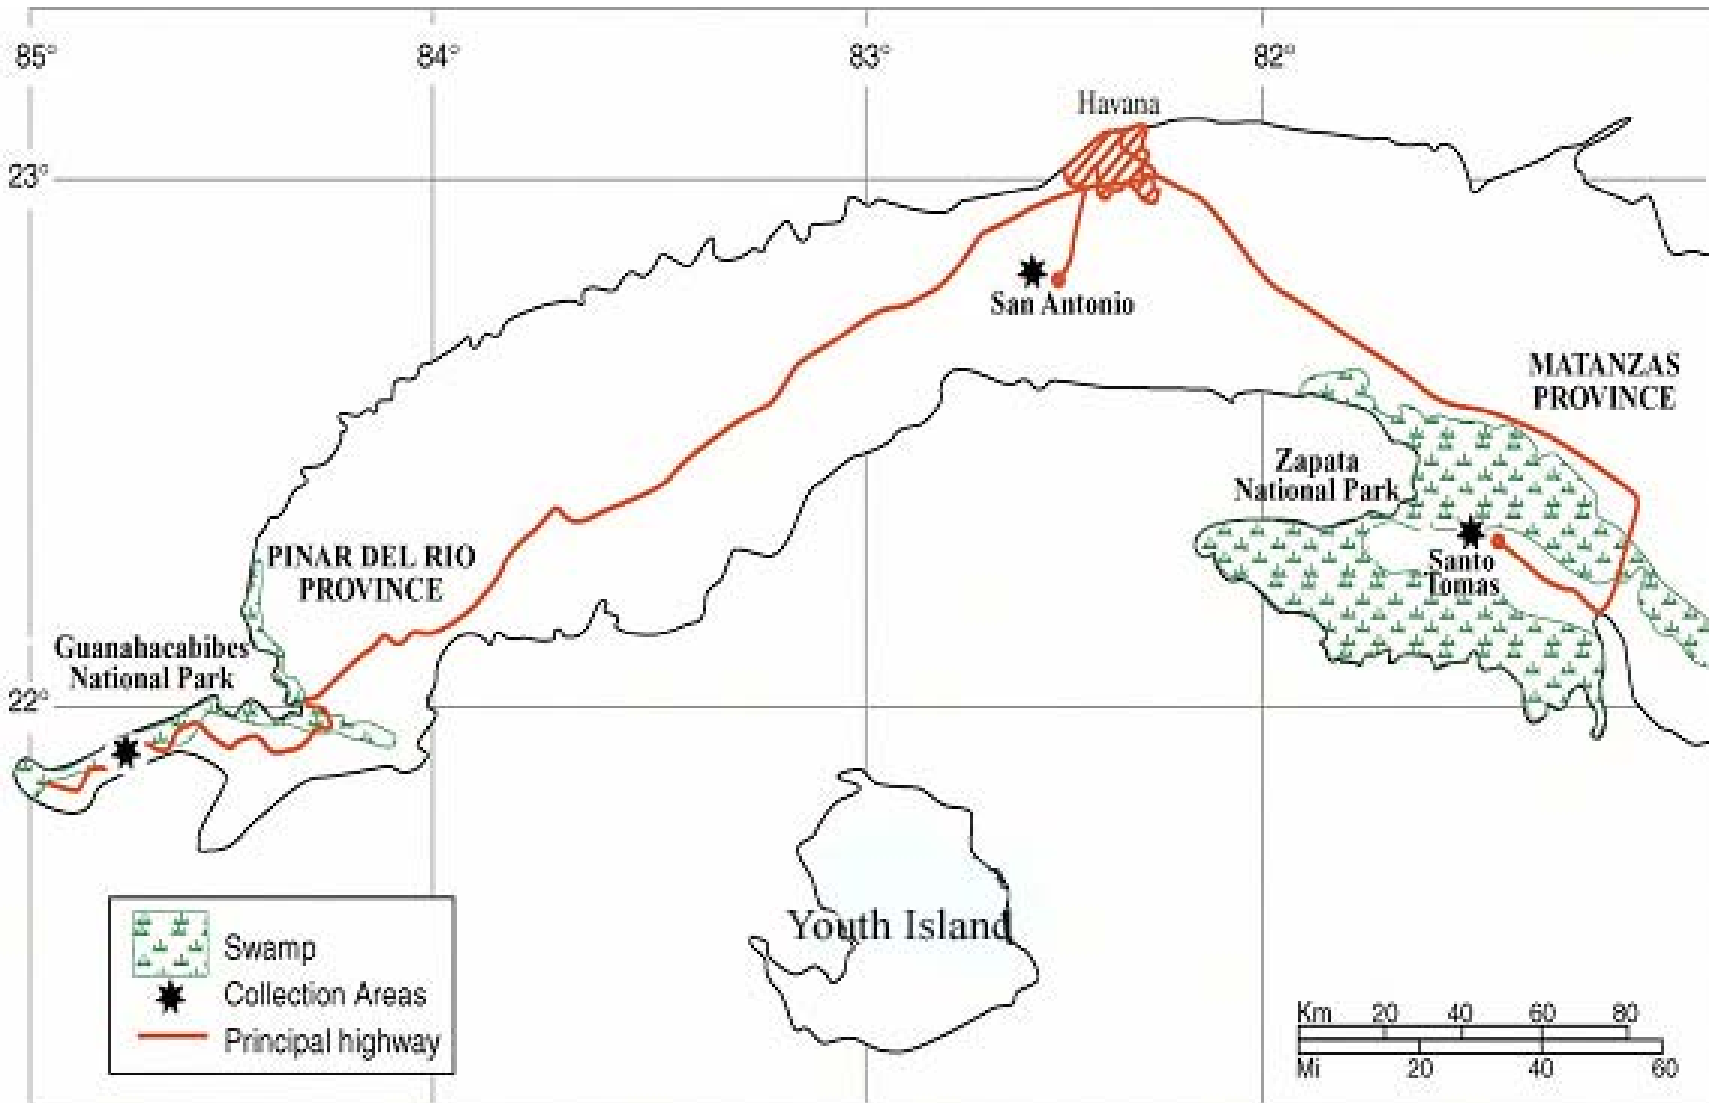 85° 84° 83° 82°
Havana
23°
San Antonio
MATANZAS
PROVINCE
Zapata
National Park
Santo
Tomas
PINAR DEL RIO
PROVINCE
Guanahacabibes
National Park
22°
Youth Island
Swamp
Collection Areas
Principal highway
Km 20 40 60 80
Mi 20 40 60